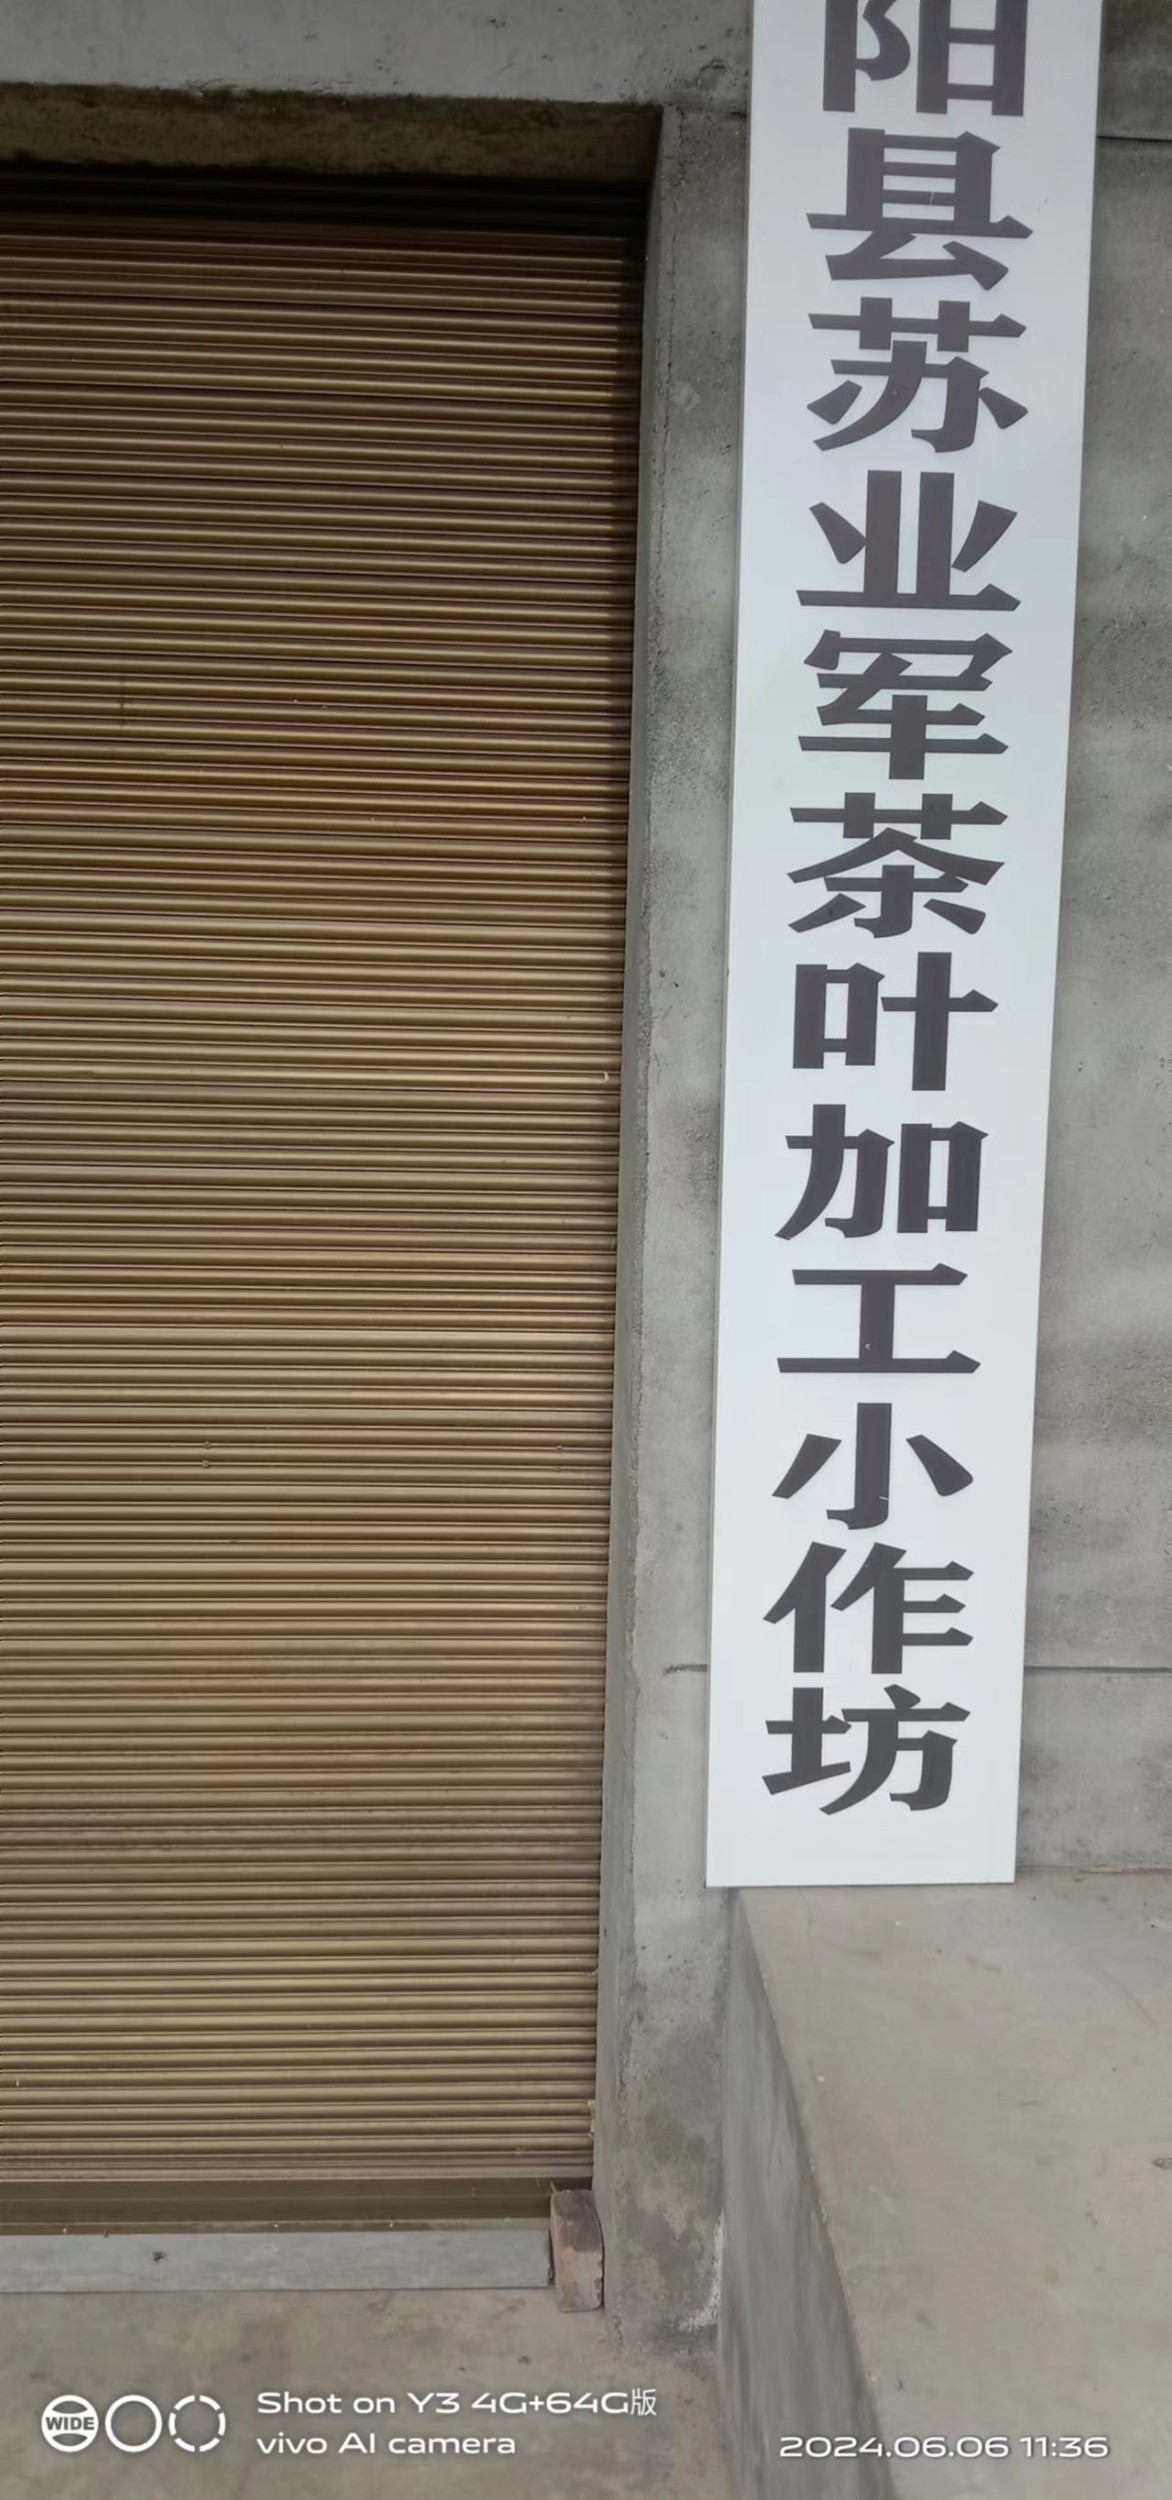 阳县苏业军茶叶加工小作坊
WIDE
Shot on Y3 4G+64G版
vivo AI camera
2024.06.06 11:36